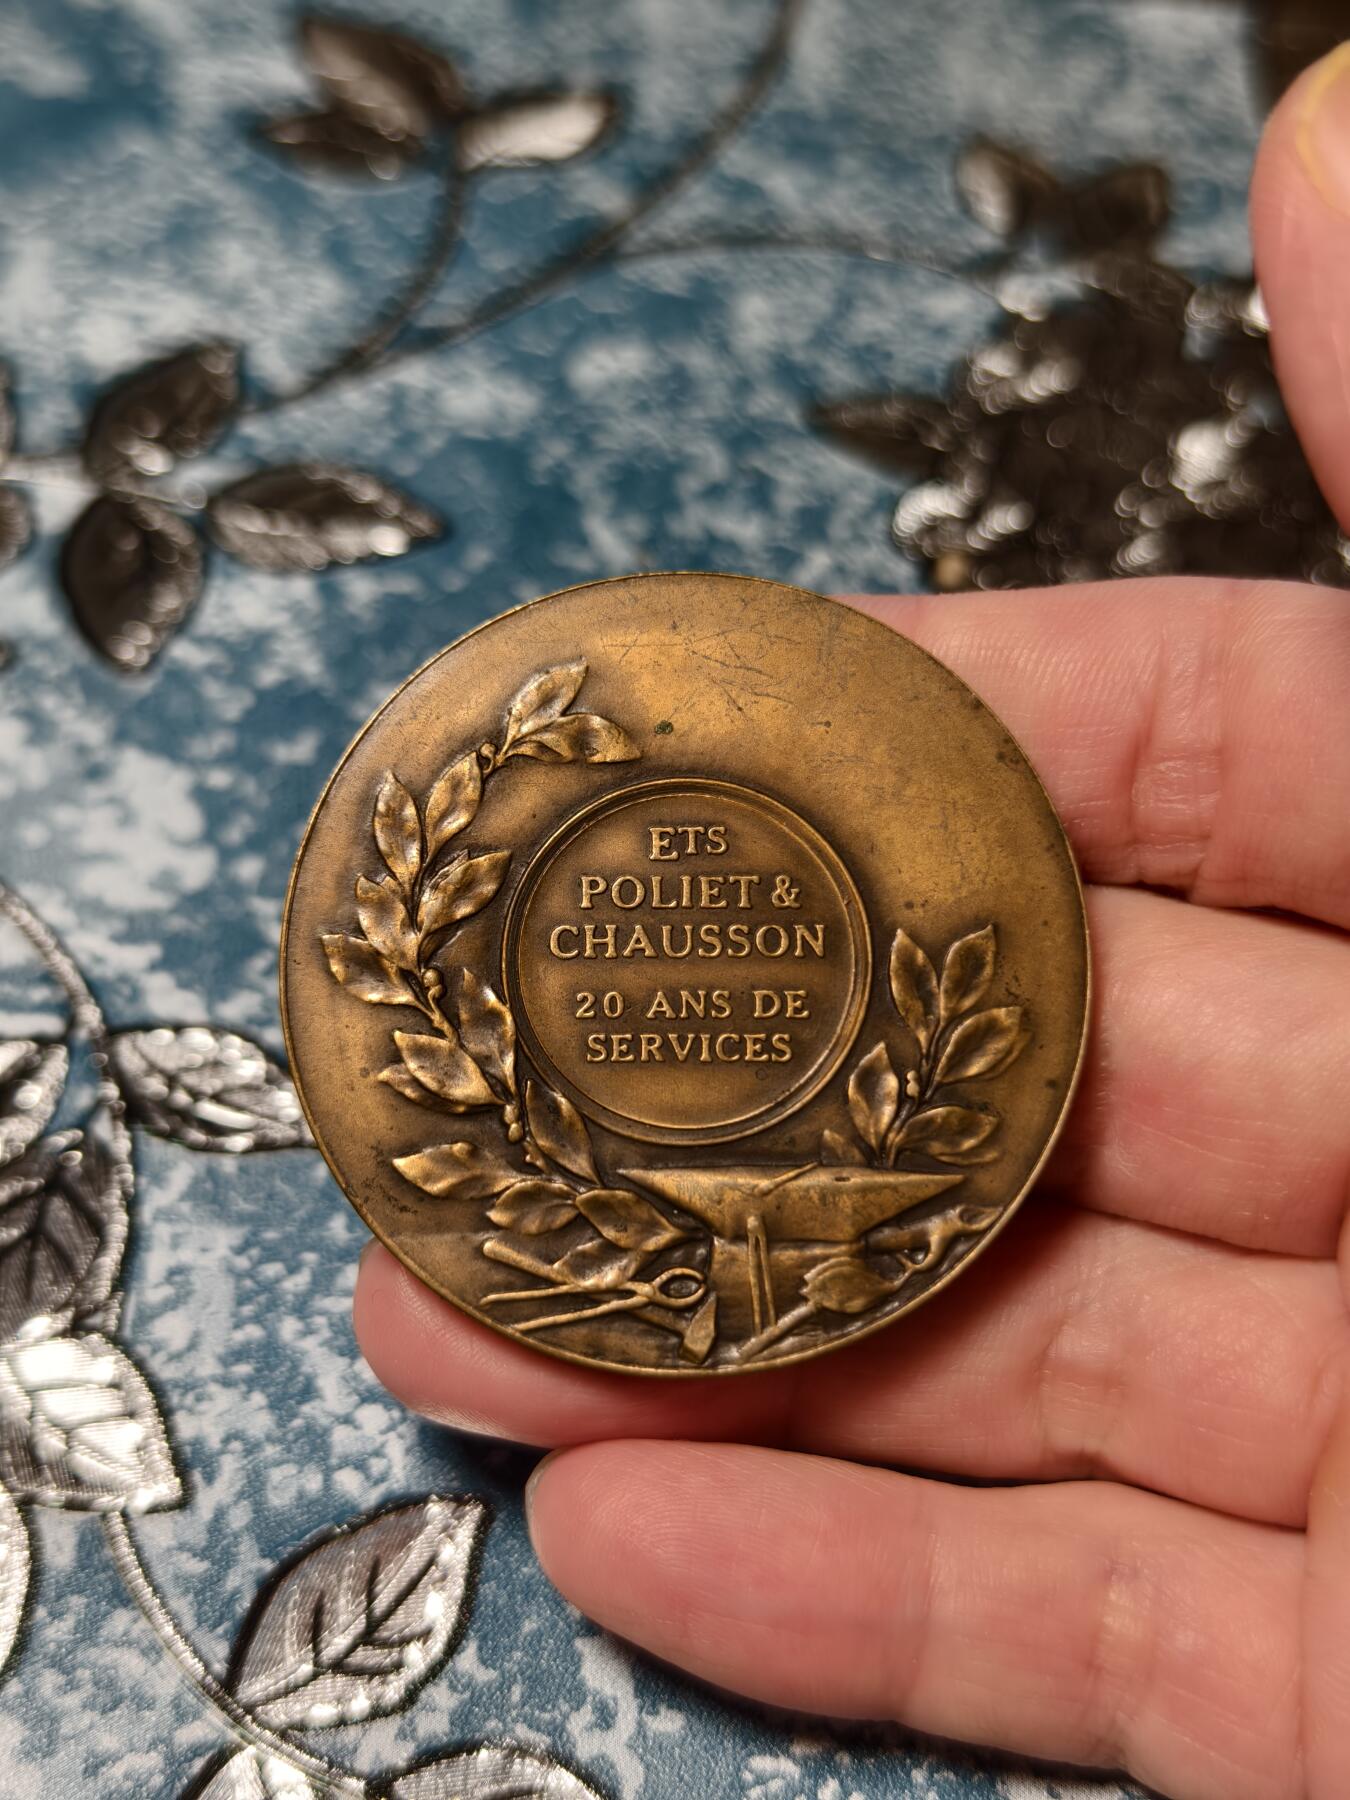 ETS
POLIET &
CHAUSSON
20 ANS DE
SERVICES